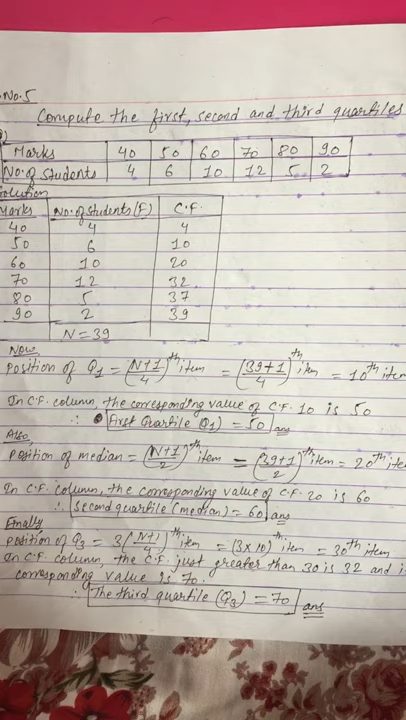 No.5
Compute the first, second and third quartiles
Marks 40 50 60 70 80 90
No. of Students 4 6 10 12 5 2
Solution
Marks No. of Students (F) C.F.
40 4 4
50 6 10
60 10 20
70 12 32
80 5 37
90 2 39
N = 39
Now
Position of Q1 = (N+1/4)th item = (39+1/4)th item = 10th item
In C.F. column, the corresponding value of C.F. 10 is 50
∴ First Quartile (Q1) = 50 ans
Also,
Position of median = (N+1/2)th item = (39+1/2)th item = 20th item
In C.F. column, the corresponding value of C.F. 20 is 60
∴ Second quartile (median) = 60 ans
Finally
position of Q3 = 3(N+1/4)th item = (3×10)th item = 30th item
In C.F. column, the C.F. just greater than 30 is 32 and i
corresponding value is 70.
∴ The third quartile (Q3) = 70 ans